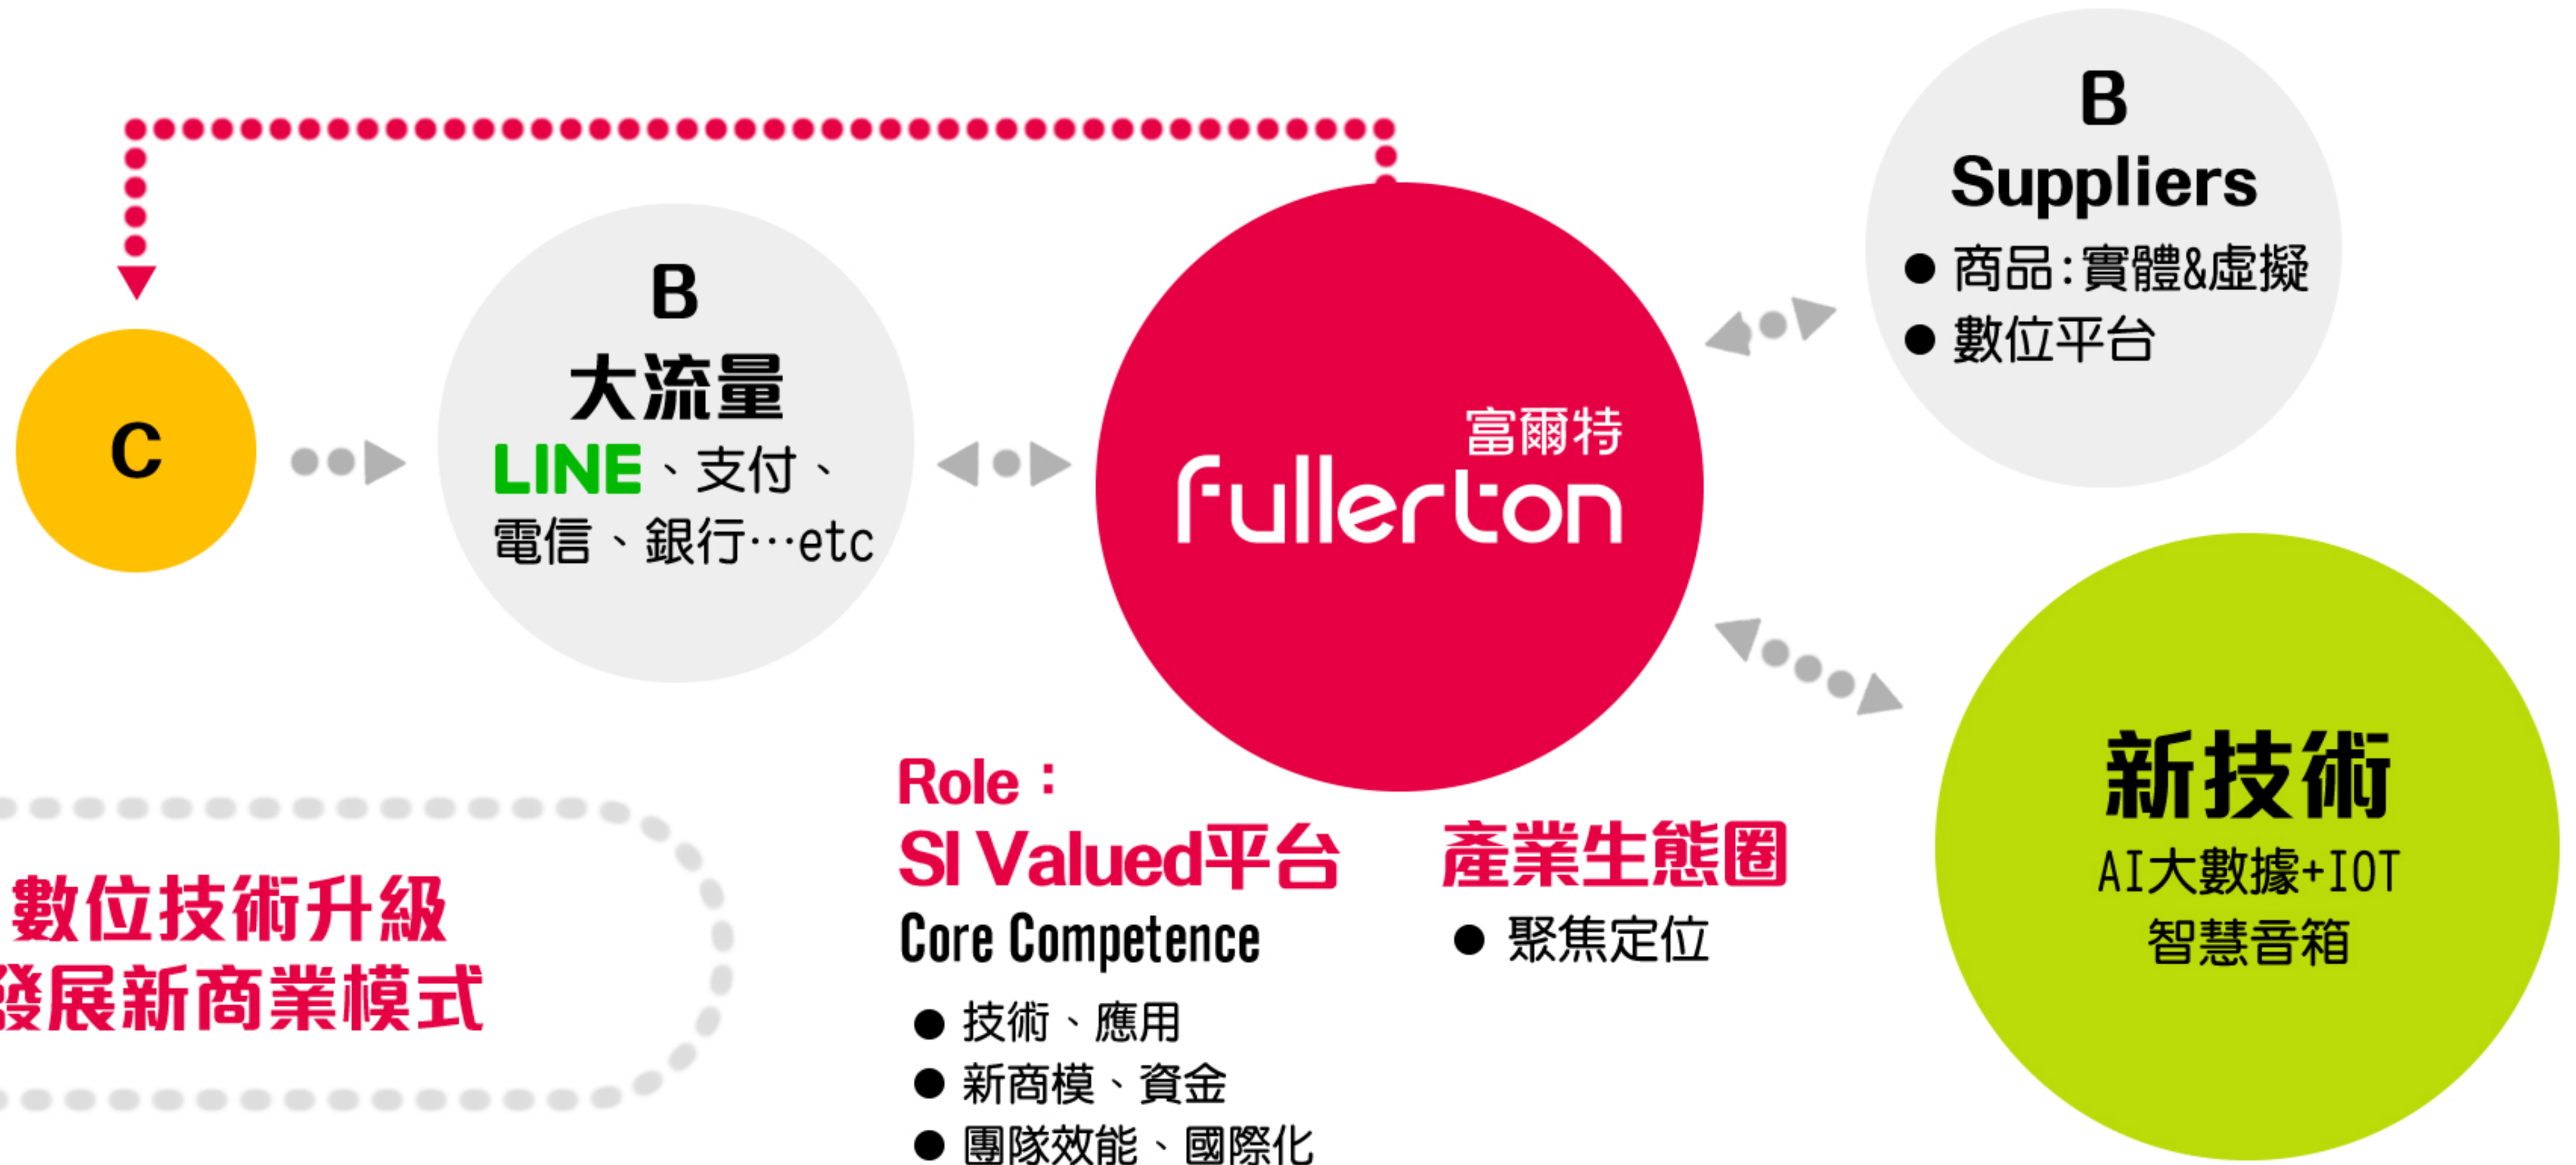 C
B
大流量
LINE、支付、
電信、銀行…etc
富爾特
fullerton
B
Suppliers
● 商品:實體&虛擬
● 數位平台
新技術
AI大數據+IOT
智慧音箱
Role：
SI Valued平台
Core Competence
● 技術、應用
● 新商模、資金
● 團隊效能、國際化
產業生態圈
● 聚焦定位
數位技術升級
發展新商業模式